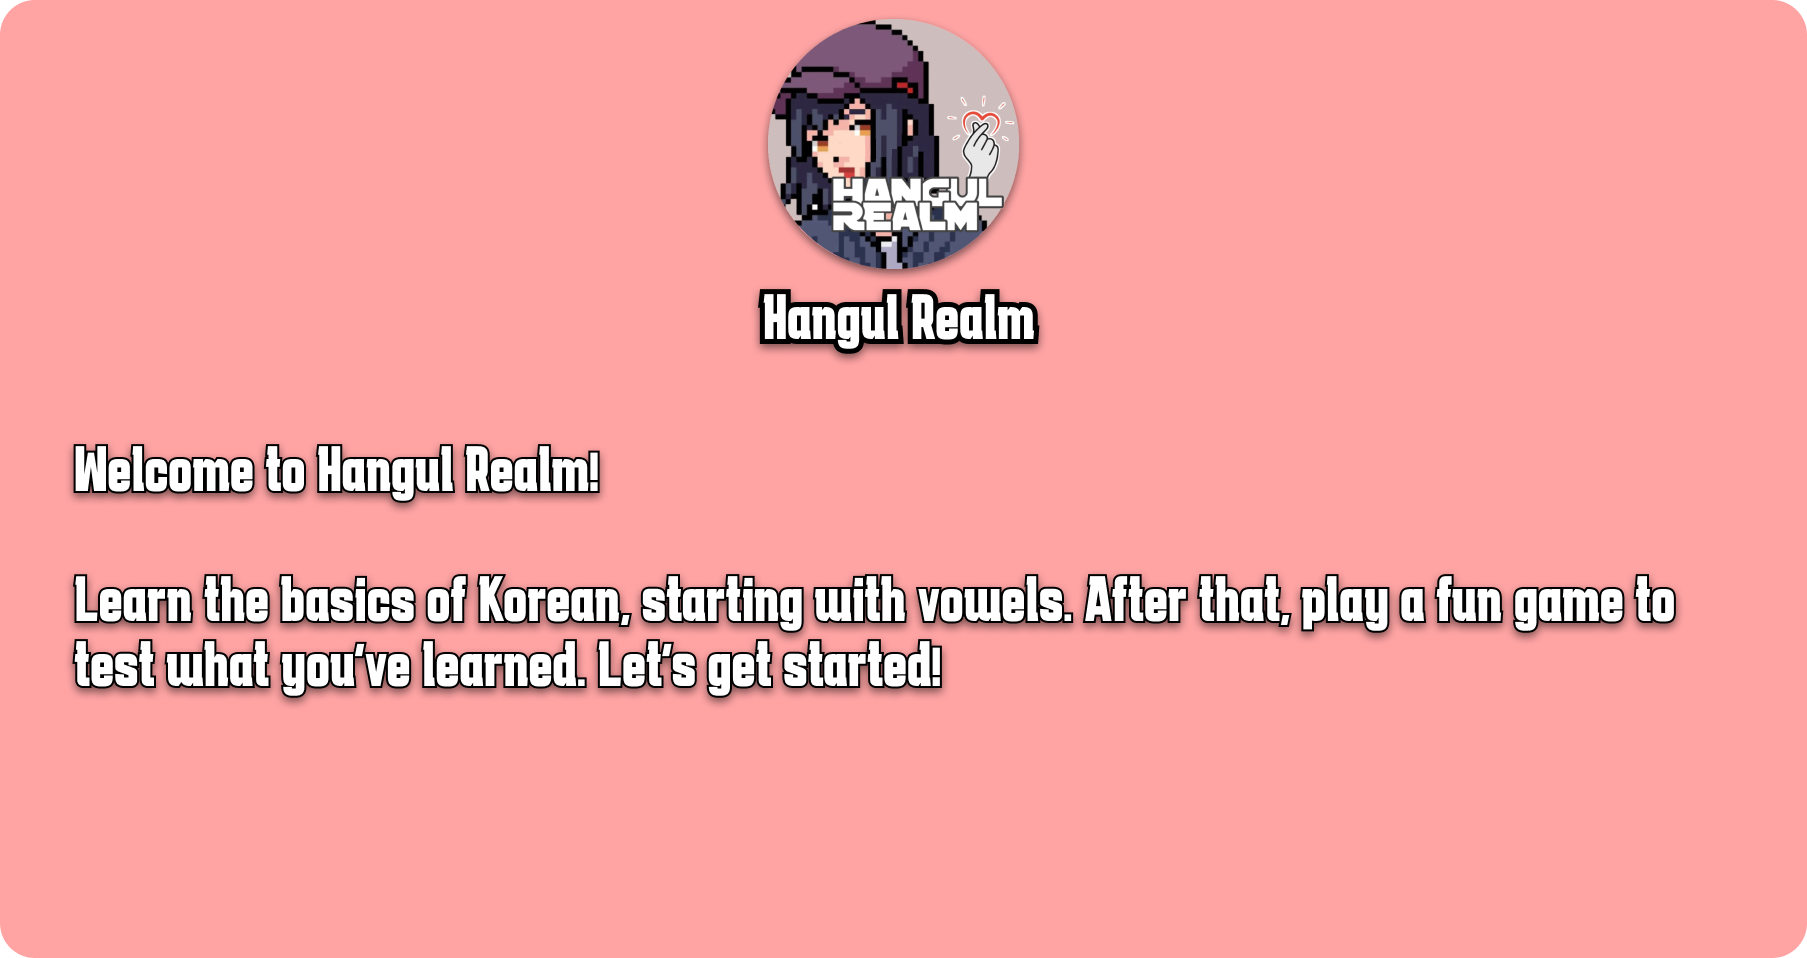 HANGUL
REALM
Hangul Realm
Welcome to Hangul Realm!
Learn the basics of Korean, starting with vowels. After that, play a fun game to
test what you've learned. Let's get started!